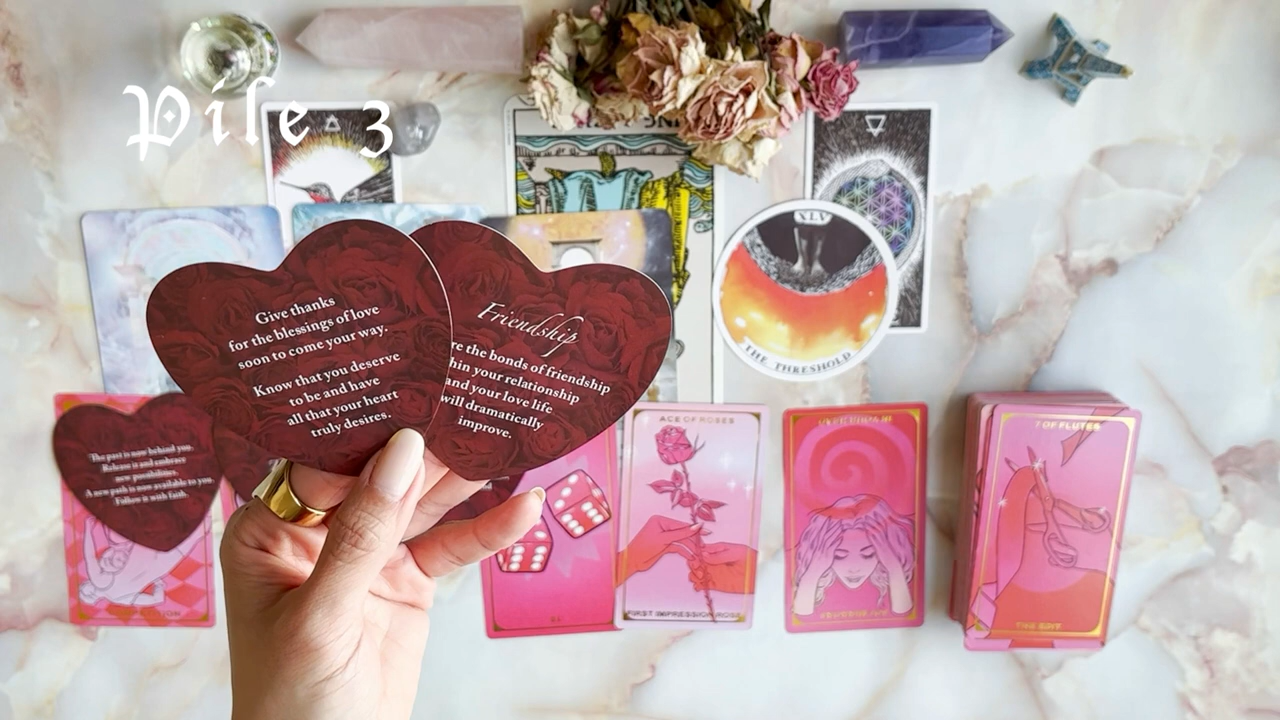 Pile 3
Give thanks
for the blessings of love
soon to come your way.
Know that you deserve
to be and have
all that your heart
truly desires.
Friendship
re the bonds of friendship
hin your relationship
and your love life
will dramatically
improve.
The past is now behind you.
Release it and embrace
new possibilities.
A new path is now available to you.
Follow it with faith.
XLV
THE THRESHOLD
ACE OF ROSES
FIRST IMPRESSION ROSE
7 OF FLUTES